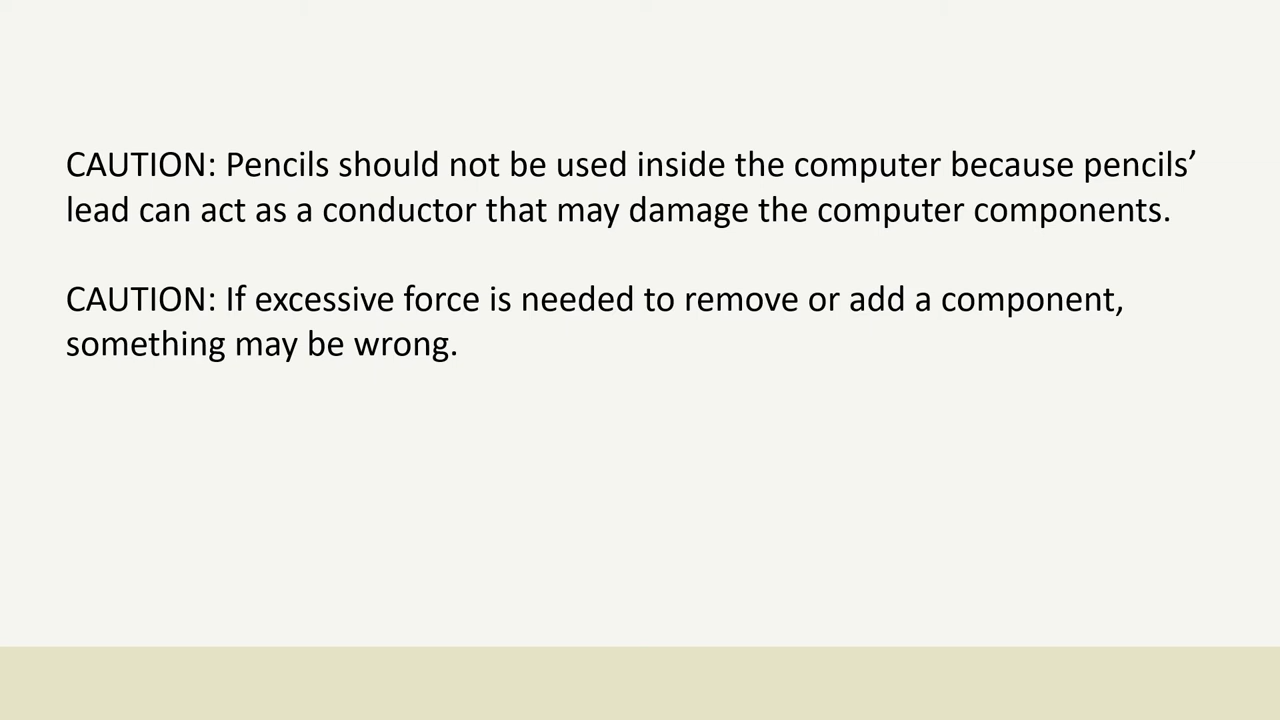 CAUTION: Pencils should not be used inside the computer because pencils’
lead can act as a conductor that may damage the computer components.
CAUTION: If excessive force is needed to remove or add a component,
something may be wrong.